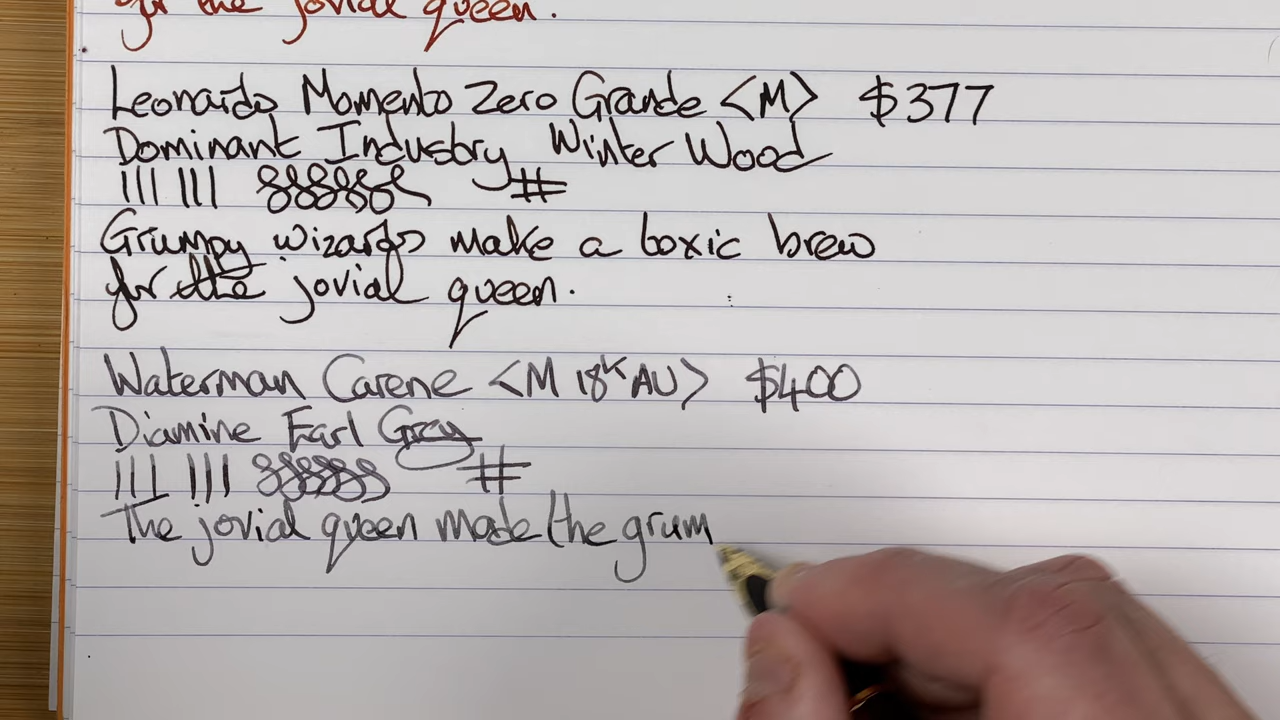 for the jovial queen.
Leonardo Momento Zero Grande <M> $377
Dominant Industry Winter Wood
||| ||| #
Grumpy wizards make a toxic brew
for the jovial queen.
Waterman Carene <M 18K AU> $400
Diamine Earl Grey
||| ||| #
The jovial queen made the grum